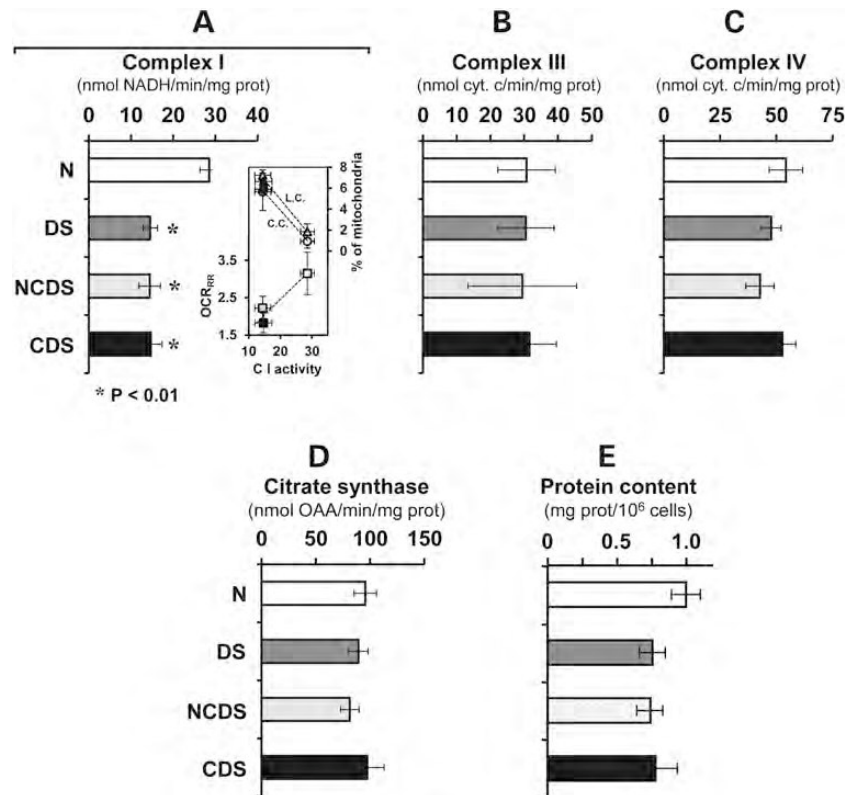 A
Complex I
(nmol NADH/min/mg prot)
0 10 20 30 40
N
DS
NCDS
CDS
*
*
*
* P < 0.01
8
6
4
2
0
% of mitochondria
L.C.
C.C.
3.5
2.5
1.5
OCRRR
10 20 30
C I activity
B
Complex III
(nmol cyt. c/min/mg prot)
0 10 20 30 40 50
C
Complex IV
(nmol cyt. c/min/mg prot)
0 25 50 75
D
Citrate synthase
(nmol OAA/min/mg prot)
0 50 100 150
N
DS
NCDS
CDS
E
Protein content
(mg prot/10⁶ cells)
0 0.5 1.0